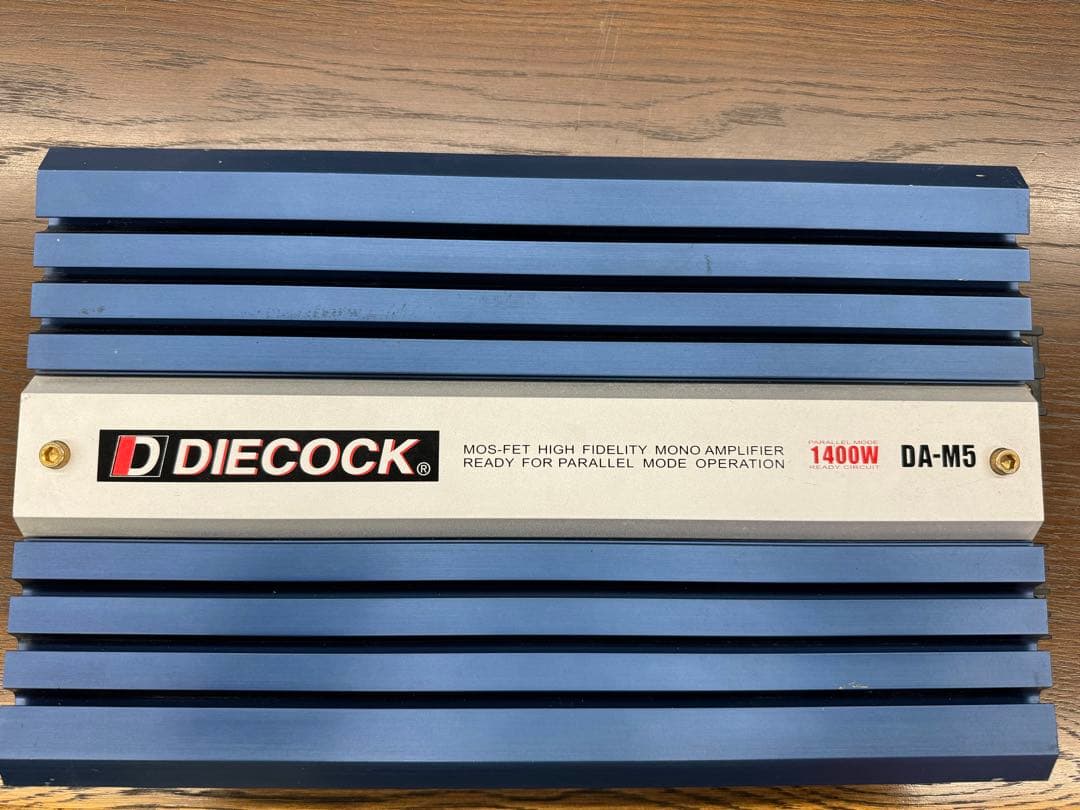 D DIECOCK®
MOS-FET HIGH FIDELITY MONO AMPLIFIER
READY FOR PARALLEL MODE OPERATION
PARALLEL MODE
1400W
READY CIRCUIT
DA-M5